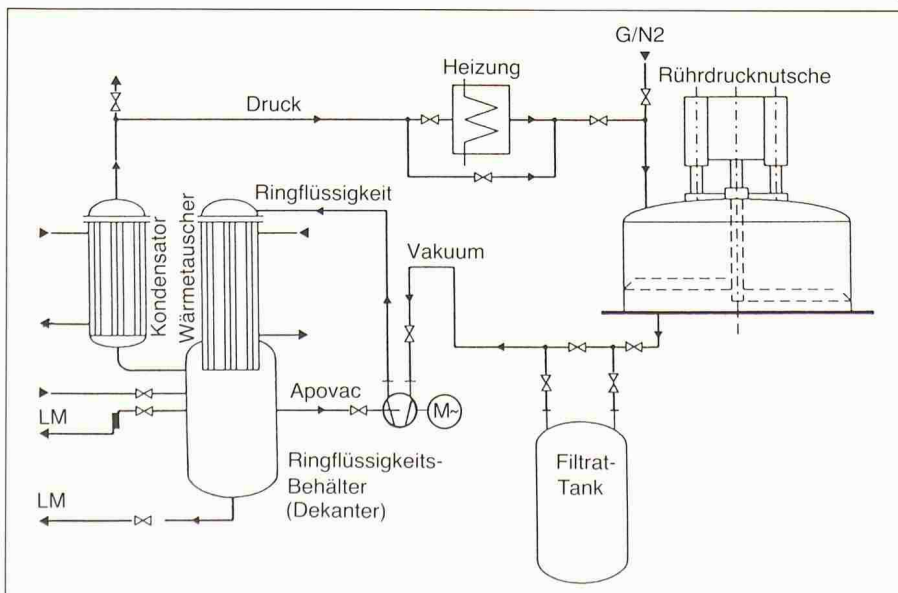 G/N2
Heizung
Rührdrucknutsche
Druck
Ringflüssigkeit
Kondensator
Wärmetauscher
Vakuum
Apovac
M~
LM
Ringflüssigkeits-
Behälter
(Dekanter)
Filtrat-
Tank
LM